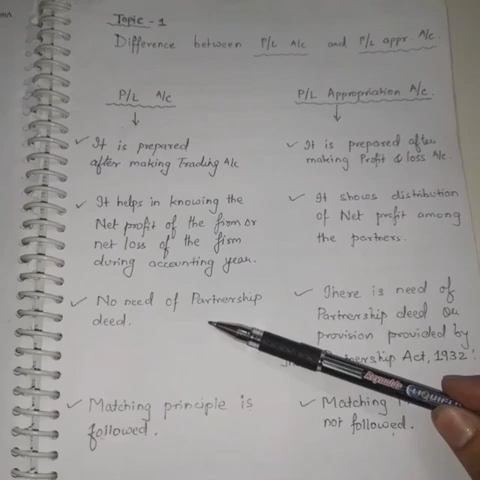 Topic - 1
Difference between P/L A/c and P/L appr. A/c.
P/L A/c
It is prepared
after making Trading A/c
It helps in knowing the
Net profit of the firm or
net loss of the firm
during accounting year.
No need of Partnership
deed.
Matching principle is
followed.
P/L Appropriation A/c.
It is prepared after
making Profit & loss A/c.
It shows distribution
of Net profit among
the partners.
There is need of
Partnership deed Or
provision provided by
Act, 1932.
Matching
not followed.
Reynolds